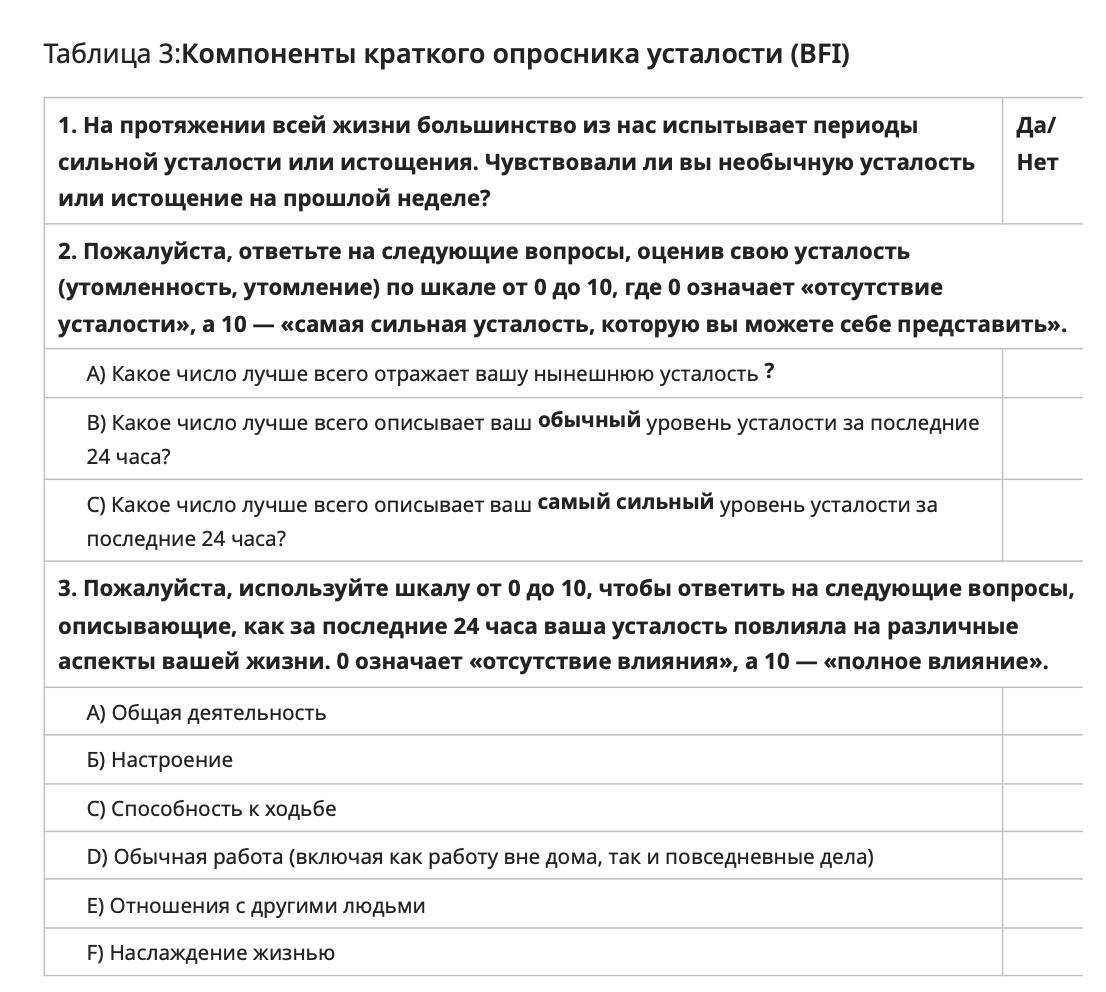 Таблица 3:Компоненты краткого опросника усталости (BFI)
1. На протяжении всей жизни большинство из нас испытывает периоды
сильной усталости или истощения. Чувствовали ли вы необычную усталость
или истощение на прошлой неделе?
Да/
Нет
2. Пожалуйста, ответьте на следующие вопросы, оценив свою усталость
(утомленность, утомление) по шкале от 0 до 10, где 0 означает «отсутствие
усталости», а 10 — «самая сильная усталость, которую вы можете себе представить».
A) Какое число лучше всего отражает вашу нынешнюю усталость ?
B) Какое число лучше всего описывает ваш обычный уровень усталости за последние
24 часа?
C) Какое число лучше всего описывает ваш самый сильный уровень усталости за
последние 24 часа?
3. Пожалуйста, используйте шкалу от 0 до 10, чтобы ответить на следующие вопросы,
описывающие, как за последние 24 часа ваша усталость повлияла на различные
аспекты вашей жизни. 0 означает «отсутствие влияния», а 10 — «полное влияние».
A) Общая деятельность
Б) Настроение
C) Способность к ходьбе
D) Обычная работа (включая как работу вне дома, так и повседневные дела)
E) Отношения с другими людьми
F) Наслаждение жизнью